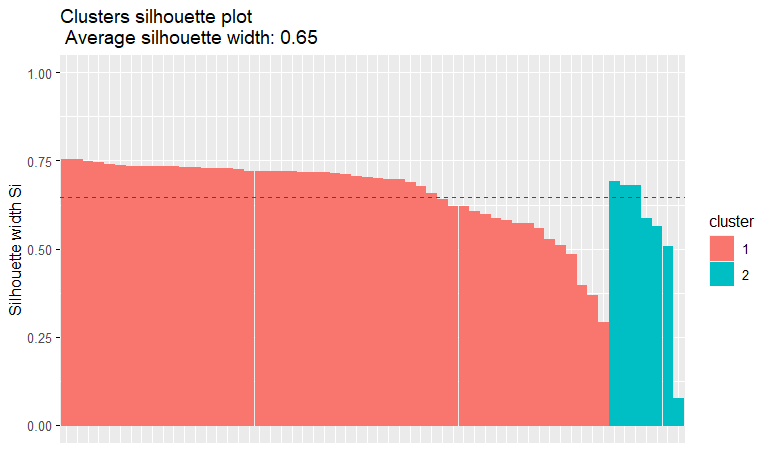 Clusters silhouette plot
Average silhouette width: 0.65
1.00
0.75
0.50
0.25
0.00
Silhouette width Si
cluster
1
2